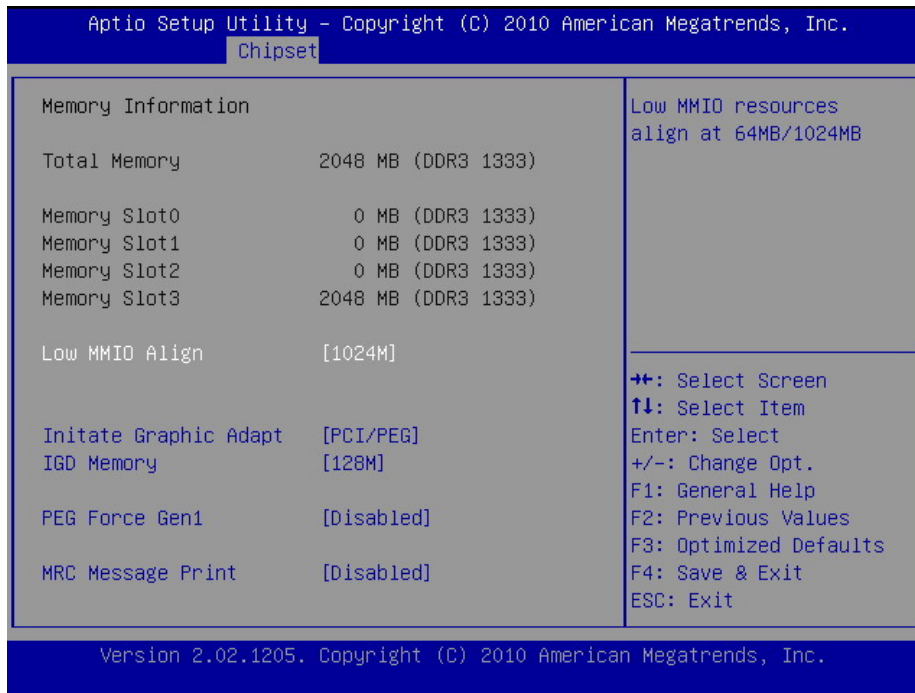 Aptio Setup Utility – Copyright (C) 2010 American Megatrends, Inc.
Chipset
Memory Information
Total Memory 2048 MB (DDR3 1333)
Memory Slot0 0 MB (DDR3 1333)
Memory Slot1 0 MB (DDR3 1333)
Memory Slot2 0 MB (DDR3 1333)
Memory Slot3 2048 MB (DDR3 1333)
Low MMIO Align [1024M]
Initate Graphic Adapt [PCI/PEG]
IGD Memory [128M]
PEG Force Gen1 [Disabled]
MRC Message Print [Disabled]
Low MMIO resources
align at 64MB/1024MB
→←: Select Screen
↑↓: Select Item
Enter: Select
+/-: Change Opt.
F1: General Help
F2: Previous Values
F3: Optimized Defaults
F4: Save & Exit
ESC: Exit
Version 2.02.1205. Copyright (C) 2010 American Megatrends, Inc.